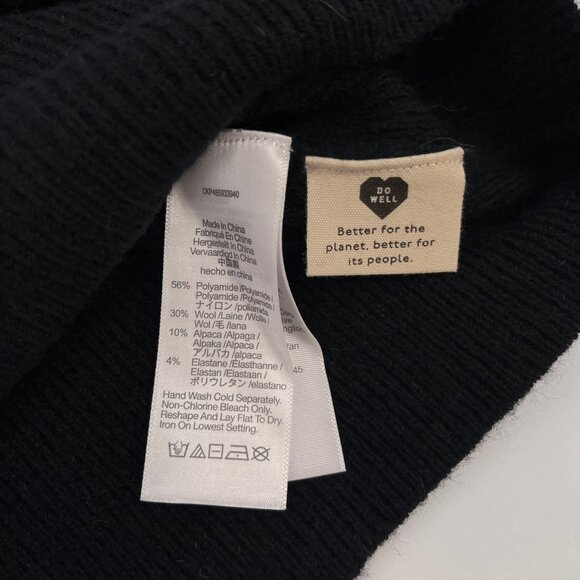 OKP485933940
Made In China
Fabriqué En Chine
Hergestellt in China
Vervaardigd in China
中国製
hecho en china
56% Polyamide /Polyamide/
Polyamide /Polyamide /
ナイロン /poliamida
30% Wool /Laine /Wolle /
Wol /毛 /lana
10% Alpaca /Alpaga /
Alpaka /Alpaca /
アルパカ /alpaca
4% Elastane /Élasthanne /
Elastan /Elastaan /
ポリウレタン /elastano
Hand Wash Cold Separately.
Non-Chlorine Bleach Only.
Reshape And Lay Flat To Dry.
Iron On Lowest Setting.
45
DO
WELL
Better for the
planet, better for
its people.